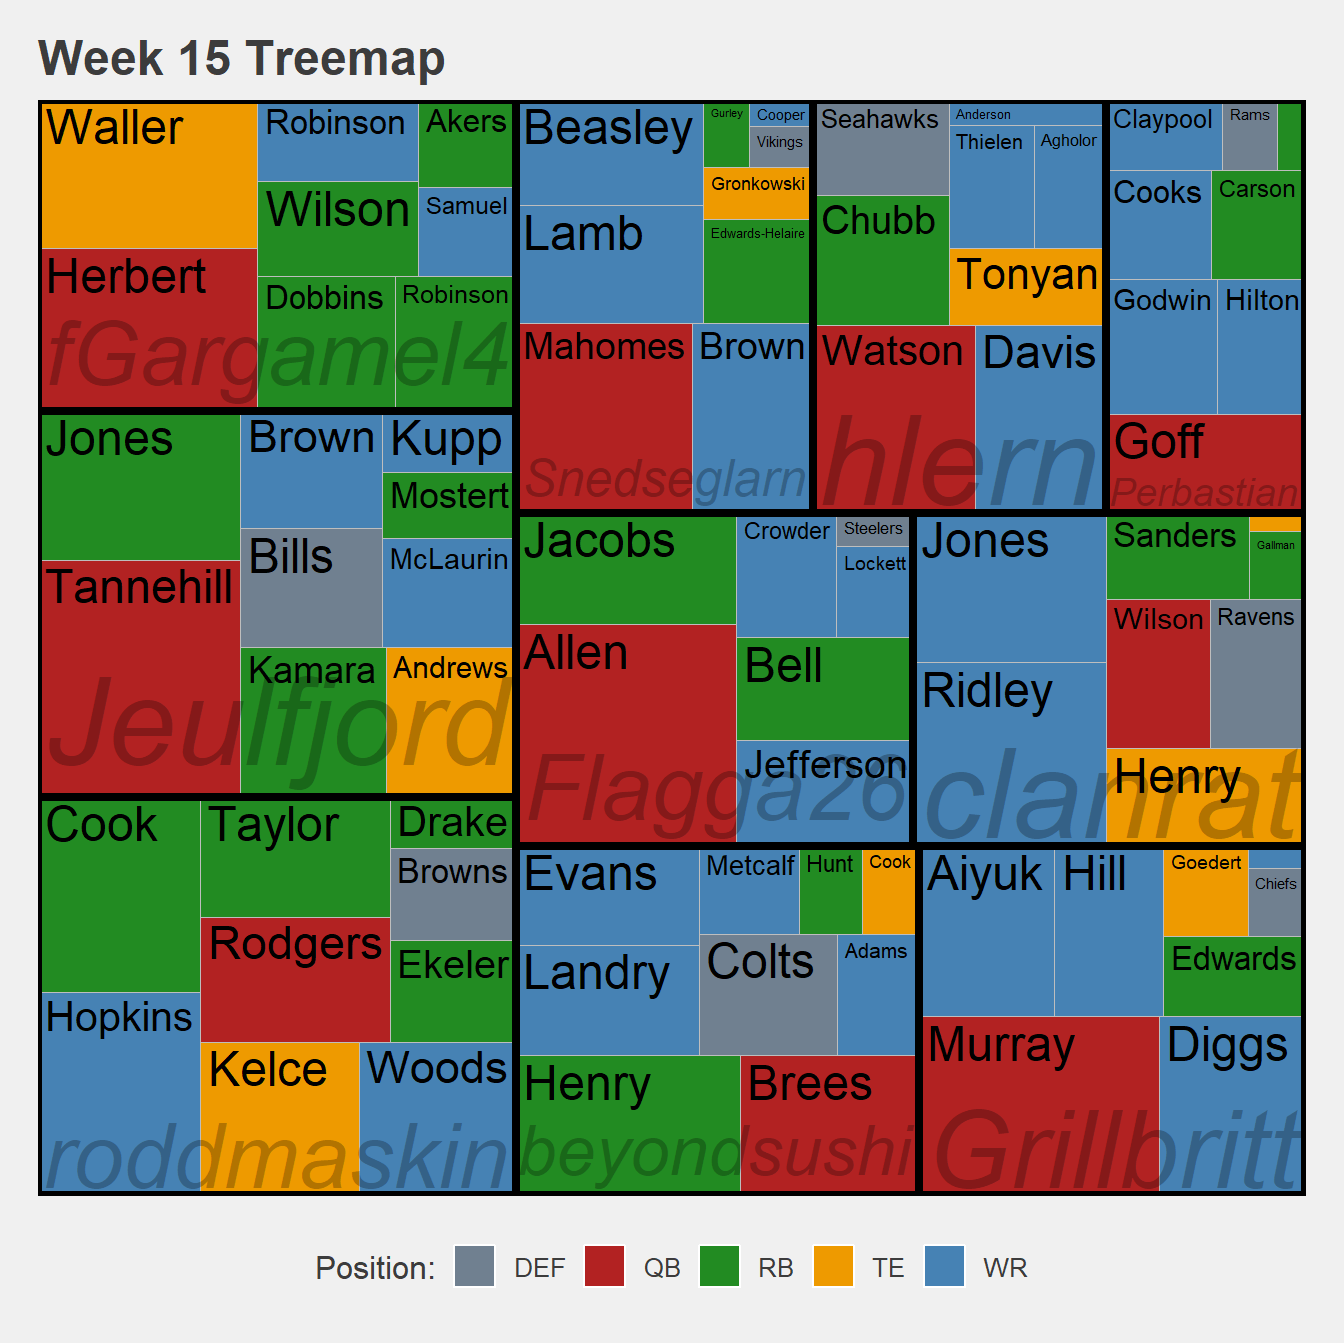 Week 15 Treemap
Waller
Robinson
Akers
Wilson
Samuel
Herbert
Dobbins
Robinson
fGargamel4
Beasley
Gurley
Cooper
Vikings
Gronkowski
Lamb
Edwards-Helaire
Mahomes
Brown
Snedseglarn
Seahawks
Anderson
Thielen
Agholor
Chubb
Tonyan
Watson
Davis
hlern
Claypool
Rams
Cooks
Carson
Godwin
Hilton
Goff
Perbastian
Jones
Brown
Kupp
Mostert
Bills
McLaurin
Tannehill
Kamara
Andrews
Jeulfjord
Jacobs
Crowder
Steelers
Lockett
Allen
Bell
Jefferson
Flagga26
Jones
Sanders
Gallman
Wilson
Ravens
Ridley
Henry
clanrat
Cook
Taylor
Drake
Browns
Rodgers
Ekeler
Hopkins
Kelce
Woods
roddmaskin
Evans
Metcalf
Hunt
Cook
Landry
Colts
Adams
Henry
Brees
beyondsushi
Aiyuk
Hill
Goedert
Chiefs
Edwards
Murray
Diggs
Grillbritt
Position: DEF QB RB TE WR